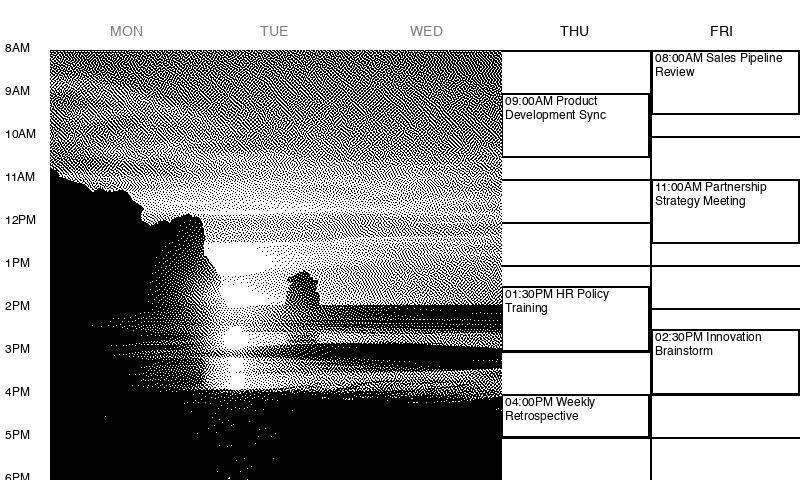 MON TUE WED THU FRI
8AM
9AM
10AM
11AM
12PM
1PM
2PM
3PM
4PM
5PM
6PM
09:00AM Product
Development Sync
01:30PM HR Policy
Training
04:00PM Weekly
Retrospective
08:00AM Sales Pipeline
Review
11:00AM Partnership
Strategy Meeting
02:30PM Innovation
Brainstorm